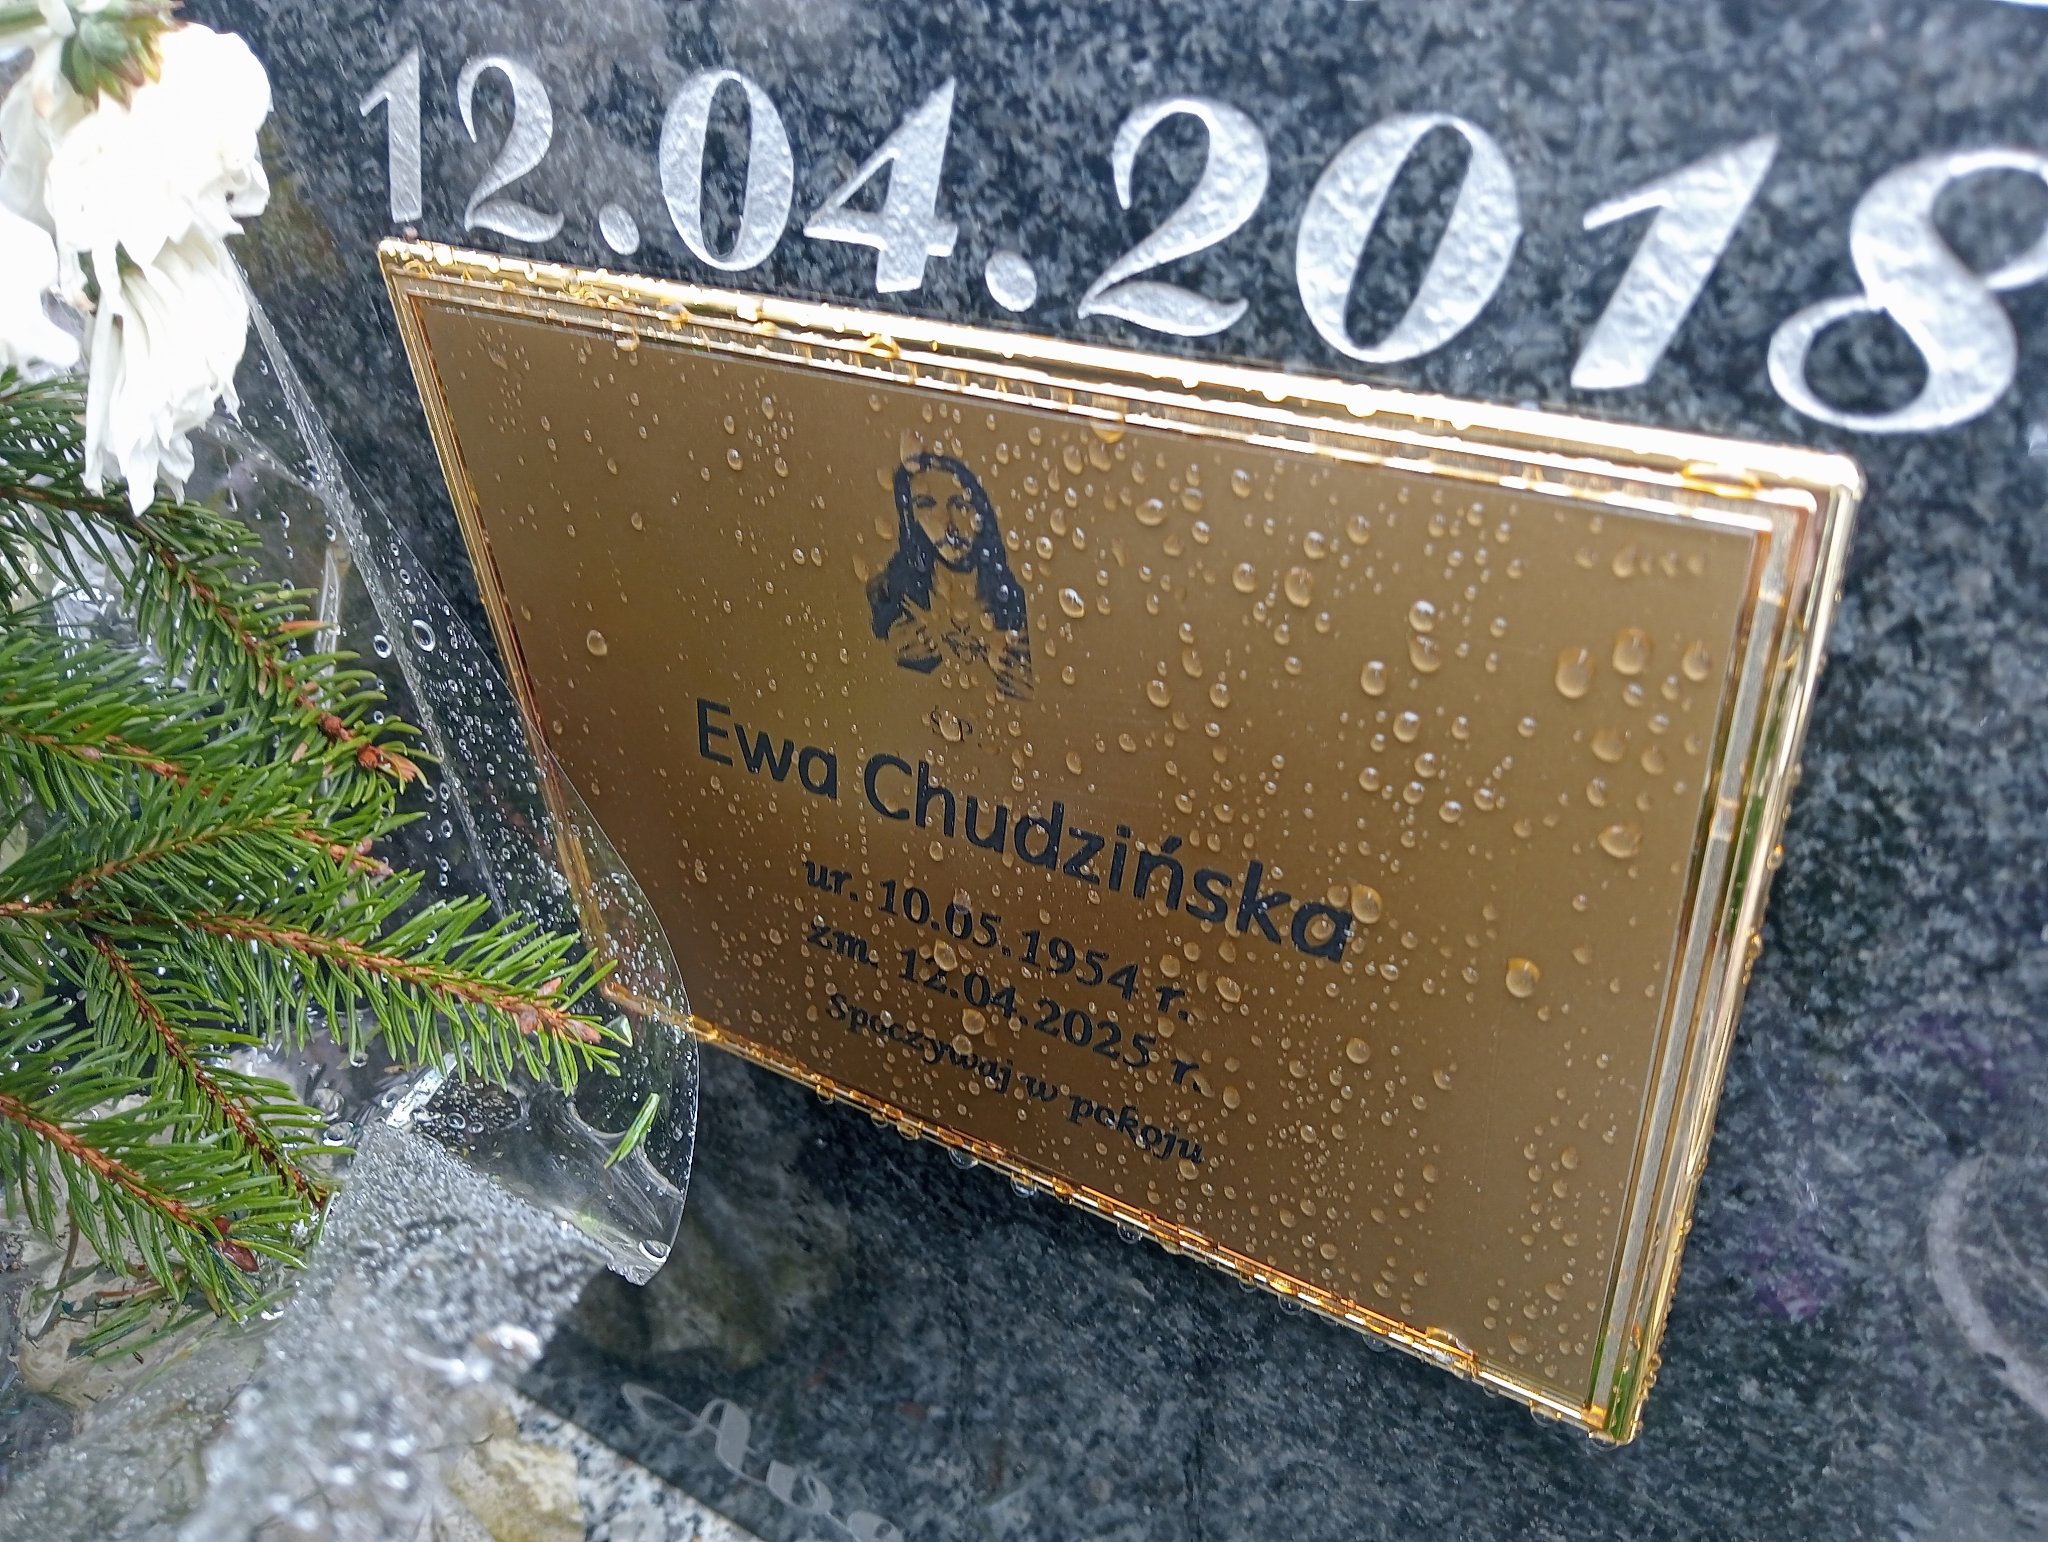 12.04.2018
Ś.P.
Ewa Chudzińska
ur. 10.05.1954 r.
zm. 12.04.2025 r.
Spoczywaj w pokoju